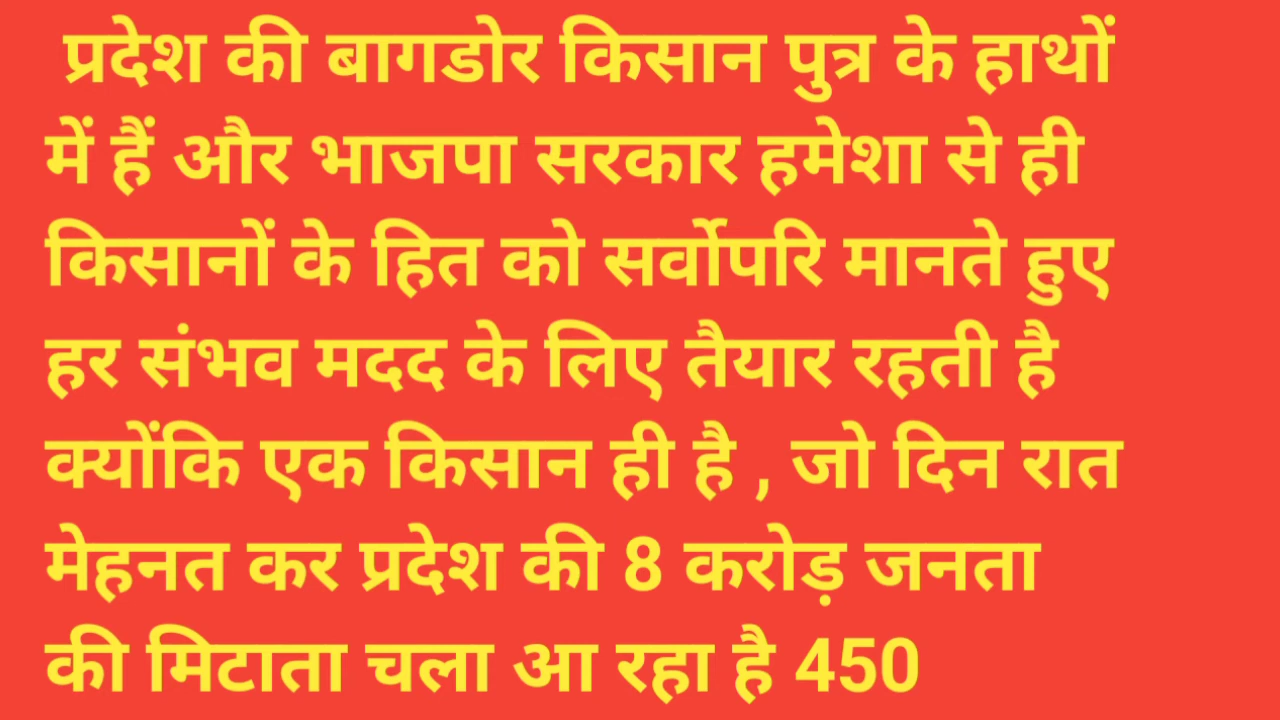 प्रदेश की बागडोर किसान पुत्र के हाथों
में हैं और भाजपा सरकार हमेशा से ही
किसानों के हित को सर्वोपरि मानते हुए
हर संभव मदद के लिए तैयार रहती है
क्योंकि एक किसान ही है , जो दिन रात
मेहनत कर प्रदेश की 8 करोड़ जनता
की मिटाता चला आ रहा है 450